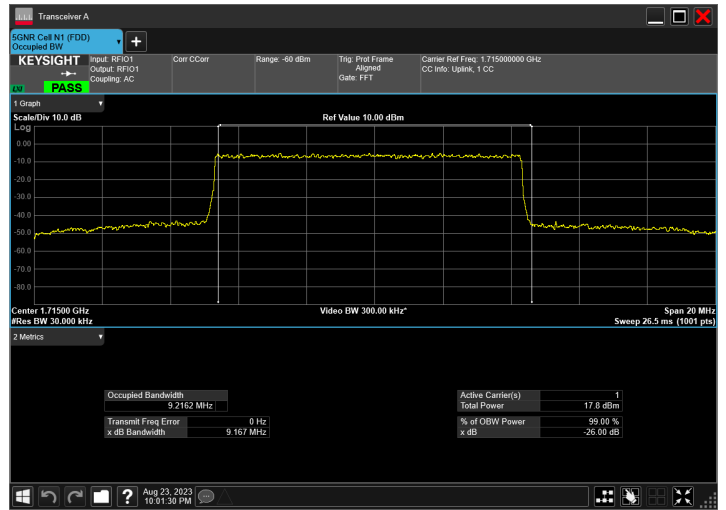 Transceiver A
5GNR Cell N1 (FDD)
Occupied BW
KEYSIGHT
LXI
PASS
Input: RFIO1
Output: RFIO1
Coupling: AC
Corr CCorr
Range: -60 dBm
Trig: Prot Frame
Aligned
Gate: FFT
Carrier Ref Freq: 1.715000000 GHz
CC Info: Uplink, 1 CC
1 Graph
Scale/Div 10.0 dB
Ref Value 10.00 dBm
Log
0.00
-10.0
-20.0
-30.0
-40.0
-50.0
-60.0
-70.0
-80.0
Center 1.71500 GHz
Video BW 300.00 kHz*
Span 20 MHz
#Res BW 30.000 kHz
Sweep 26.5 ms (1001 pts)
2 Metrics
Occupied Bandwidth
9.2162 MHz
Active Carrier(s) 1
Total Power 17.8 dBm
Transmit Freq Error 0 Hz
x dB Bandwidth 9.167 MHz
% of OBW Power 99.00 %
x dB -26.00 dB
Aug 23, 2023
10:01:30 PM